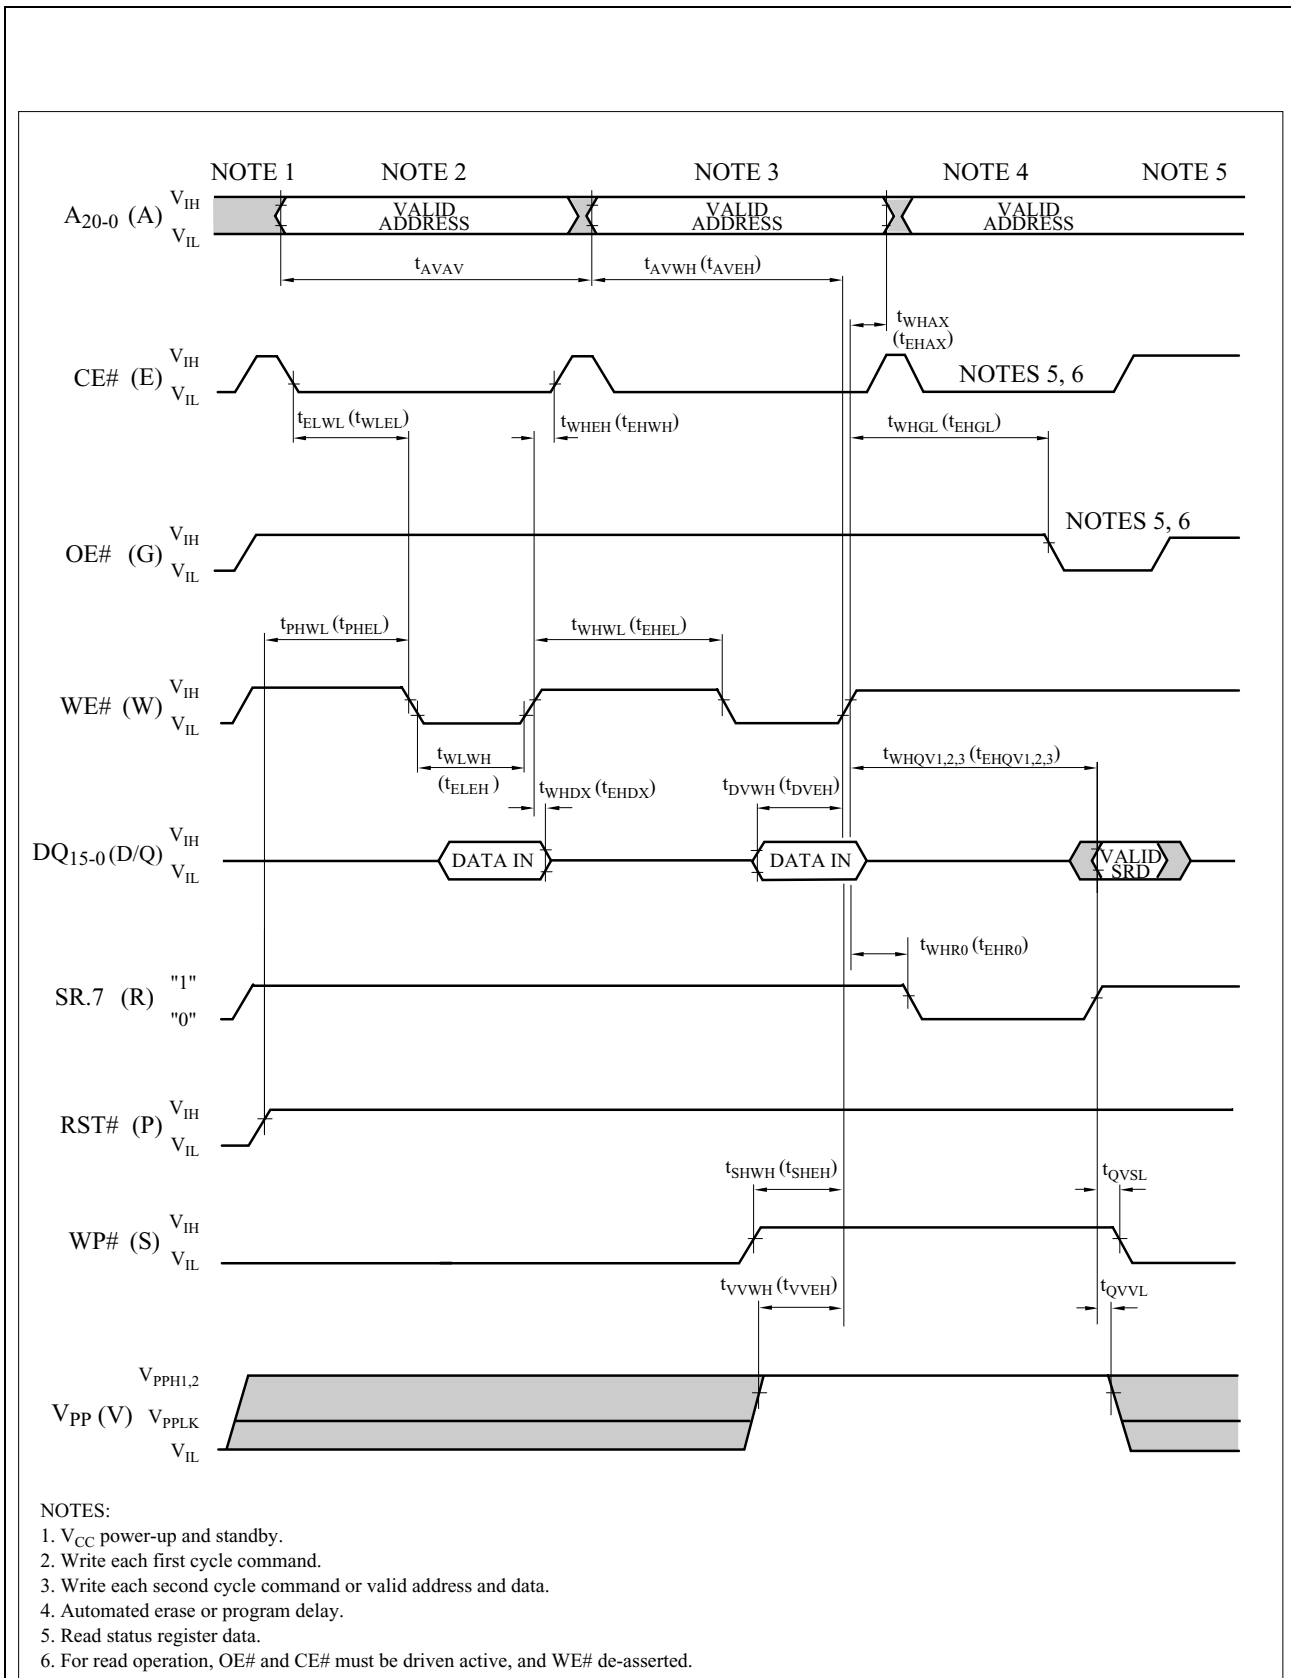 NOTE 1 NOTE 2 NOTE 3 NOTE 4 NOTE 5
A20-0 (A) VIH VIL
VALID ADDRESS
VALID ADDRESS
VALID ADDRESS
tAVAV
tAVWH (tAVEH)
tWHAX
(tEHAX)
CE# (E) VIH VIL
NOTES 5, 6
tELWL (tWLEL)
tWHEH (tEHWH)
tWHGL (tEHGL)
OE# (G) VIH VIL
NOTES 5, 6
tPHWL (tPHEL)
tWHWL (tEHEL)
WE# (W) VIH VIL
tWLWH
(tELEH)
tWHDX (tEHDX)
tDVWH (tDVEH)
tWHQV1,2,3 (tEHQV1,2,3)
DQ15-0 (D/Q) VIH VIL
DATA IN
DATA IN
VALID SRD
tWHR0 (tEHR0)
SR.7 (R) "1" "0"
RST# (P) VIH VIL
tSHWH (tSHEH)
tQVSL
WP# (S) VIH VIL
tVVWH (tVVEH)
tQVVL
VPP (V) VPPH1,2 VPPLK VIL
NOTES:
1. VCC power-up and standby.
2. Write each first cycle command.
3. Write each second cycle command or valid address and data.
4. Automated erase or program delay.
5. Read status register data.
6. For read operation, OE# and CE# must be driven active, and WE# de-asserted.